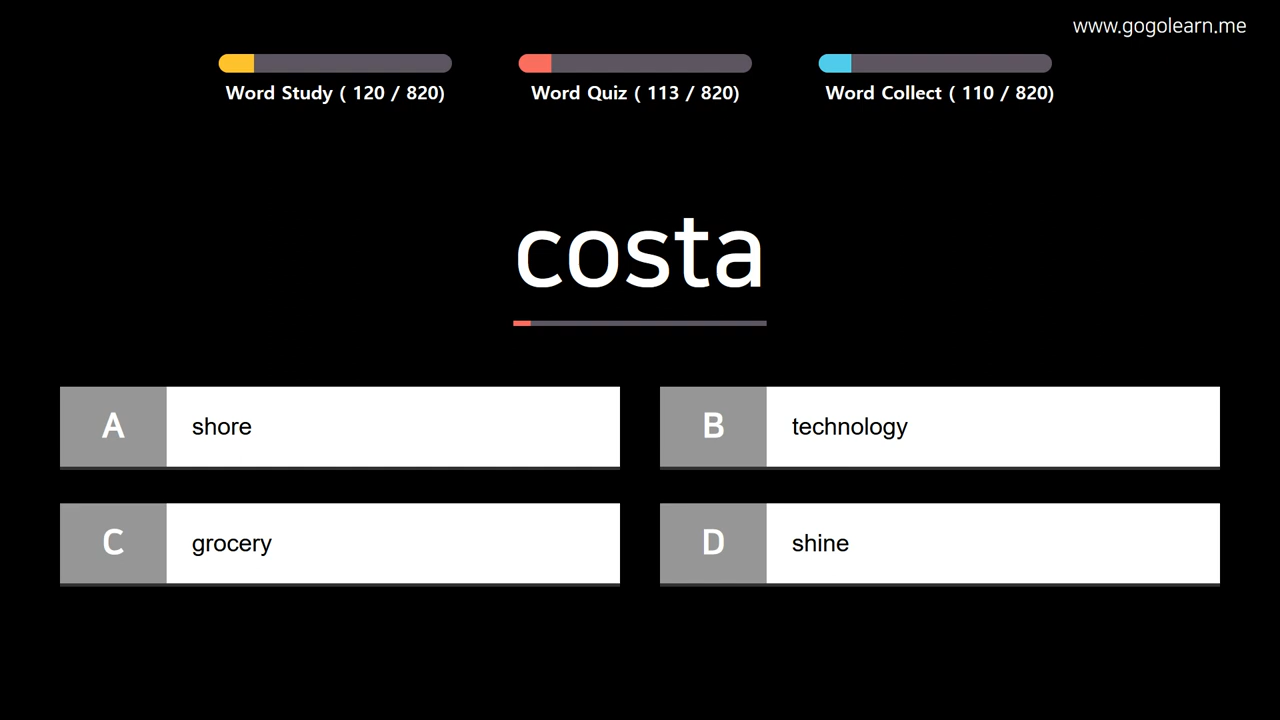 www.gogolearn.me
Word Study ( 120 / 820)
Word Quiz ( 113 / 820)
Word Collect ( 110 / 820)
costa
A shore
B technology
C grocery
D shine